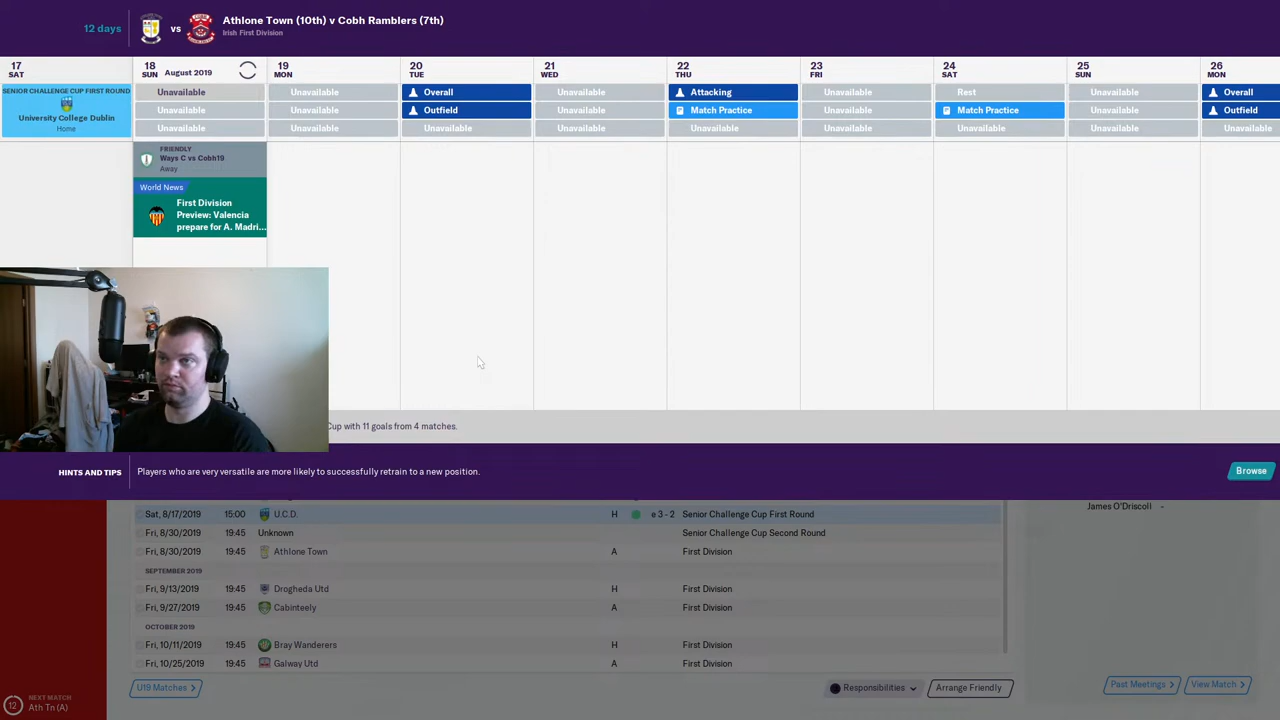 12 days
vs
Athlone Town (10th) v Cobh Ramblers (7th)
Irish First Division
17
SAT
18
SUN
August 2019
19
MON
20
TUE
21
WED
22
THU
23
FRI
24
SAT
25
SUN
26
MON
SENIOR CHALLENGE CUP FIRST ROUND
University College Dublin
Home
Unavailable
Unavailable
Overall
Unavailable
Attacking
Unavailable
Rest
Unavailable
Overall
Unavailable
Unavailable
Outfield
Unavailable
Match Practice
Unavailable
Match Practice
Unavailable
Outfield
Unavailable
Unavailable
Unavailable
Unavailable
Unavailable
Unavailable
Unavailable
Unavailable
Unavailable
FRIENDLY
Ways C vs Cobh19
Away
World News
First Division
Preview: Valencia
prepare for A. Madri...
Cup with 11 goals from 4 matches.
HINTS AND TIPS
Players who are very versatile are more likely to successfully retrain to a new position.
Browse
Sat, 8/17/2019 15:00 U.C.D. H e 3 - 2 Senior Challenge Cup First Round
James O'Driscoll -
Fri, 8/30/2019 19:45 Unknown Senior Challenge Cup Second Round
Fri, 8/30/2019 19:45 Athlone Town A First Division
SEPTEMBER 2019
Fri, 9/13/2019 19:45 Drogheda Utd H First Division
Fri, 9/27/2019 19:45 Cabinteely A First Division
OCTOBER 2019
Fri, 10/11/2019 19:45 Bray Wanderers H First Division
Fri, 10/25/2019 19:45 Galway Utd A First Division
U19 Matches
Responsibilities
Arrange Friendly
Past Meetings
View Match
12
NEXT MATCH
Ath Tn (A)